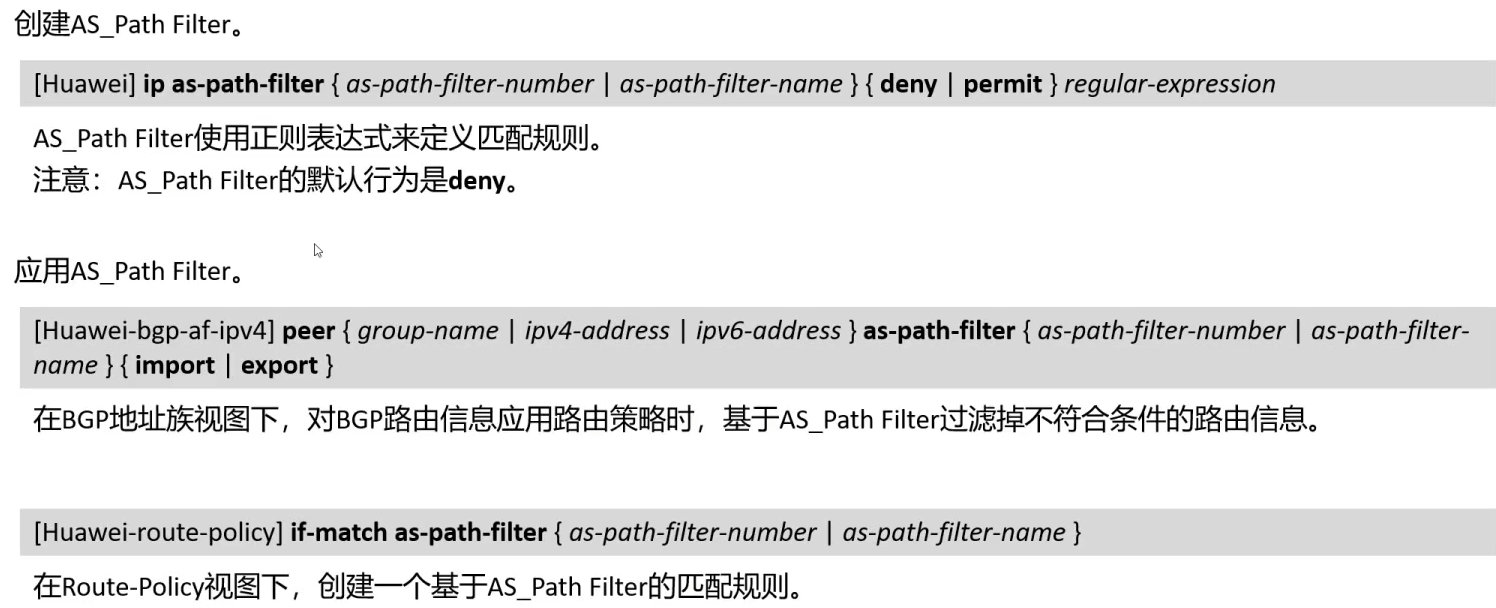 创建AS_Path Filter。
[Huawei] ip as-path-filter { as-path-filter-number | as-path-filter-name } { deny | permit } regular-expression
AS_Path Filter使用正则表达式来定义匹配规则。
注意：AS_Path Filter的默认行为是deny。
应用AS_Path Filter。
[Huawei-bgp-af-ipv4] peer { group-name | ipv4-address | ipv6-address } as-path-filter { as-path-filter-number | as-path-filter-
name } { import | export }
在BGP地址族视图下，对BGP路由信息应用路由策略时，基于AS_Path Filter过滤掉不符合条件的路由信息。
[Huawei-route-policy] if-match as-path-filter { as-path-filter-number | as-path-filter-name }
在Route-Policy视图下，创建一个基于AS_Path Filter的匹配规则。